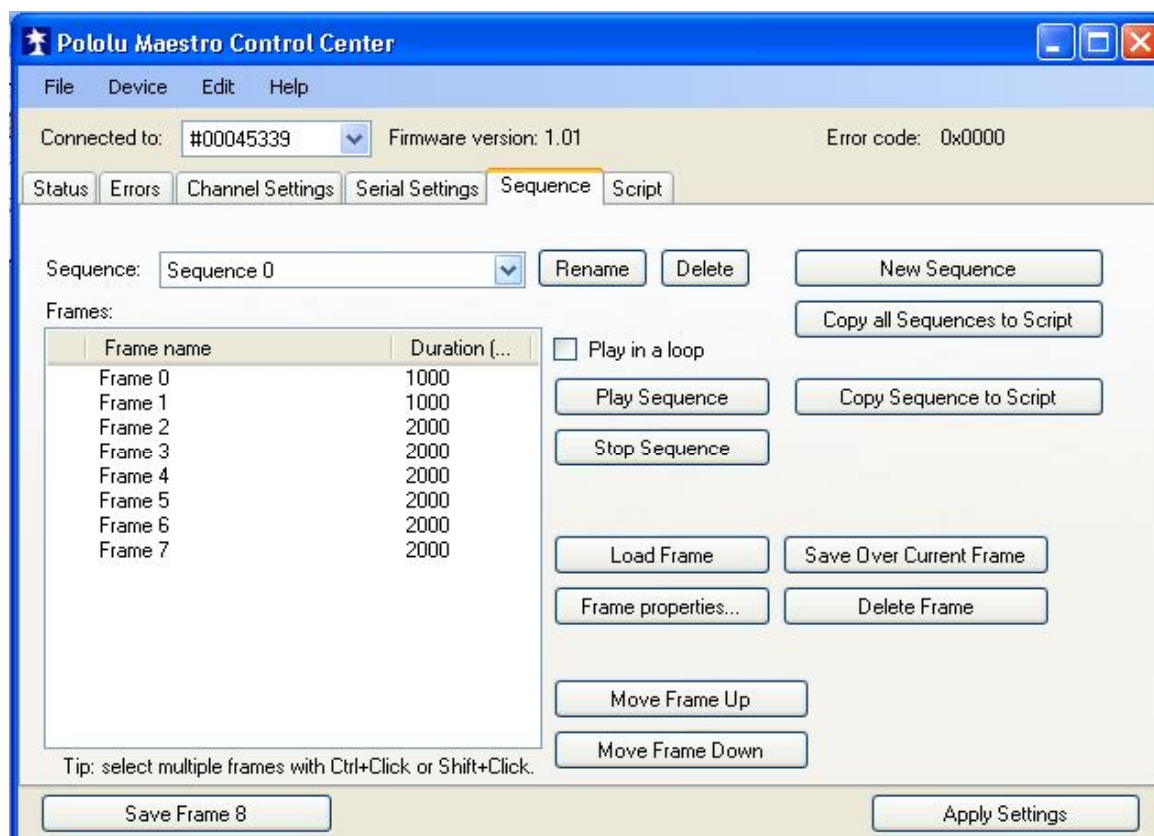 Pololu Maestro Control Center
File Device Edit Help
Connected to: #00045339 Firmware version: 1.01 Error code: 0x0000
Status Errors Channel Settings Serial Settings Sequence Script
Sequence: Sequence 0 Rename Delete New Sequence
Frames: Copy all Sequences to Script
Frame name Duration (...
Play in a loop
Frame 0 1000
Frame 1 1000
Frame 2 2000
Frame 3 2000
Frame 4 2000
Frame 5 2000
Frame 6 2000
Frame 7 2000
Play Sequence Copy Sequence to Script
Stop Sequence
Load Frame Save Over Current Frame
Frame properties... Delete Frame
Move Frame Up
Move Frame Down
Tip: select multiple frames with Ctrl+Click or Shift+Click.
Save Frame 8 Apply Settings